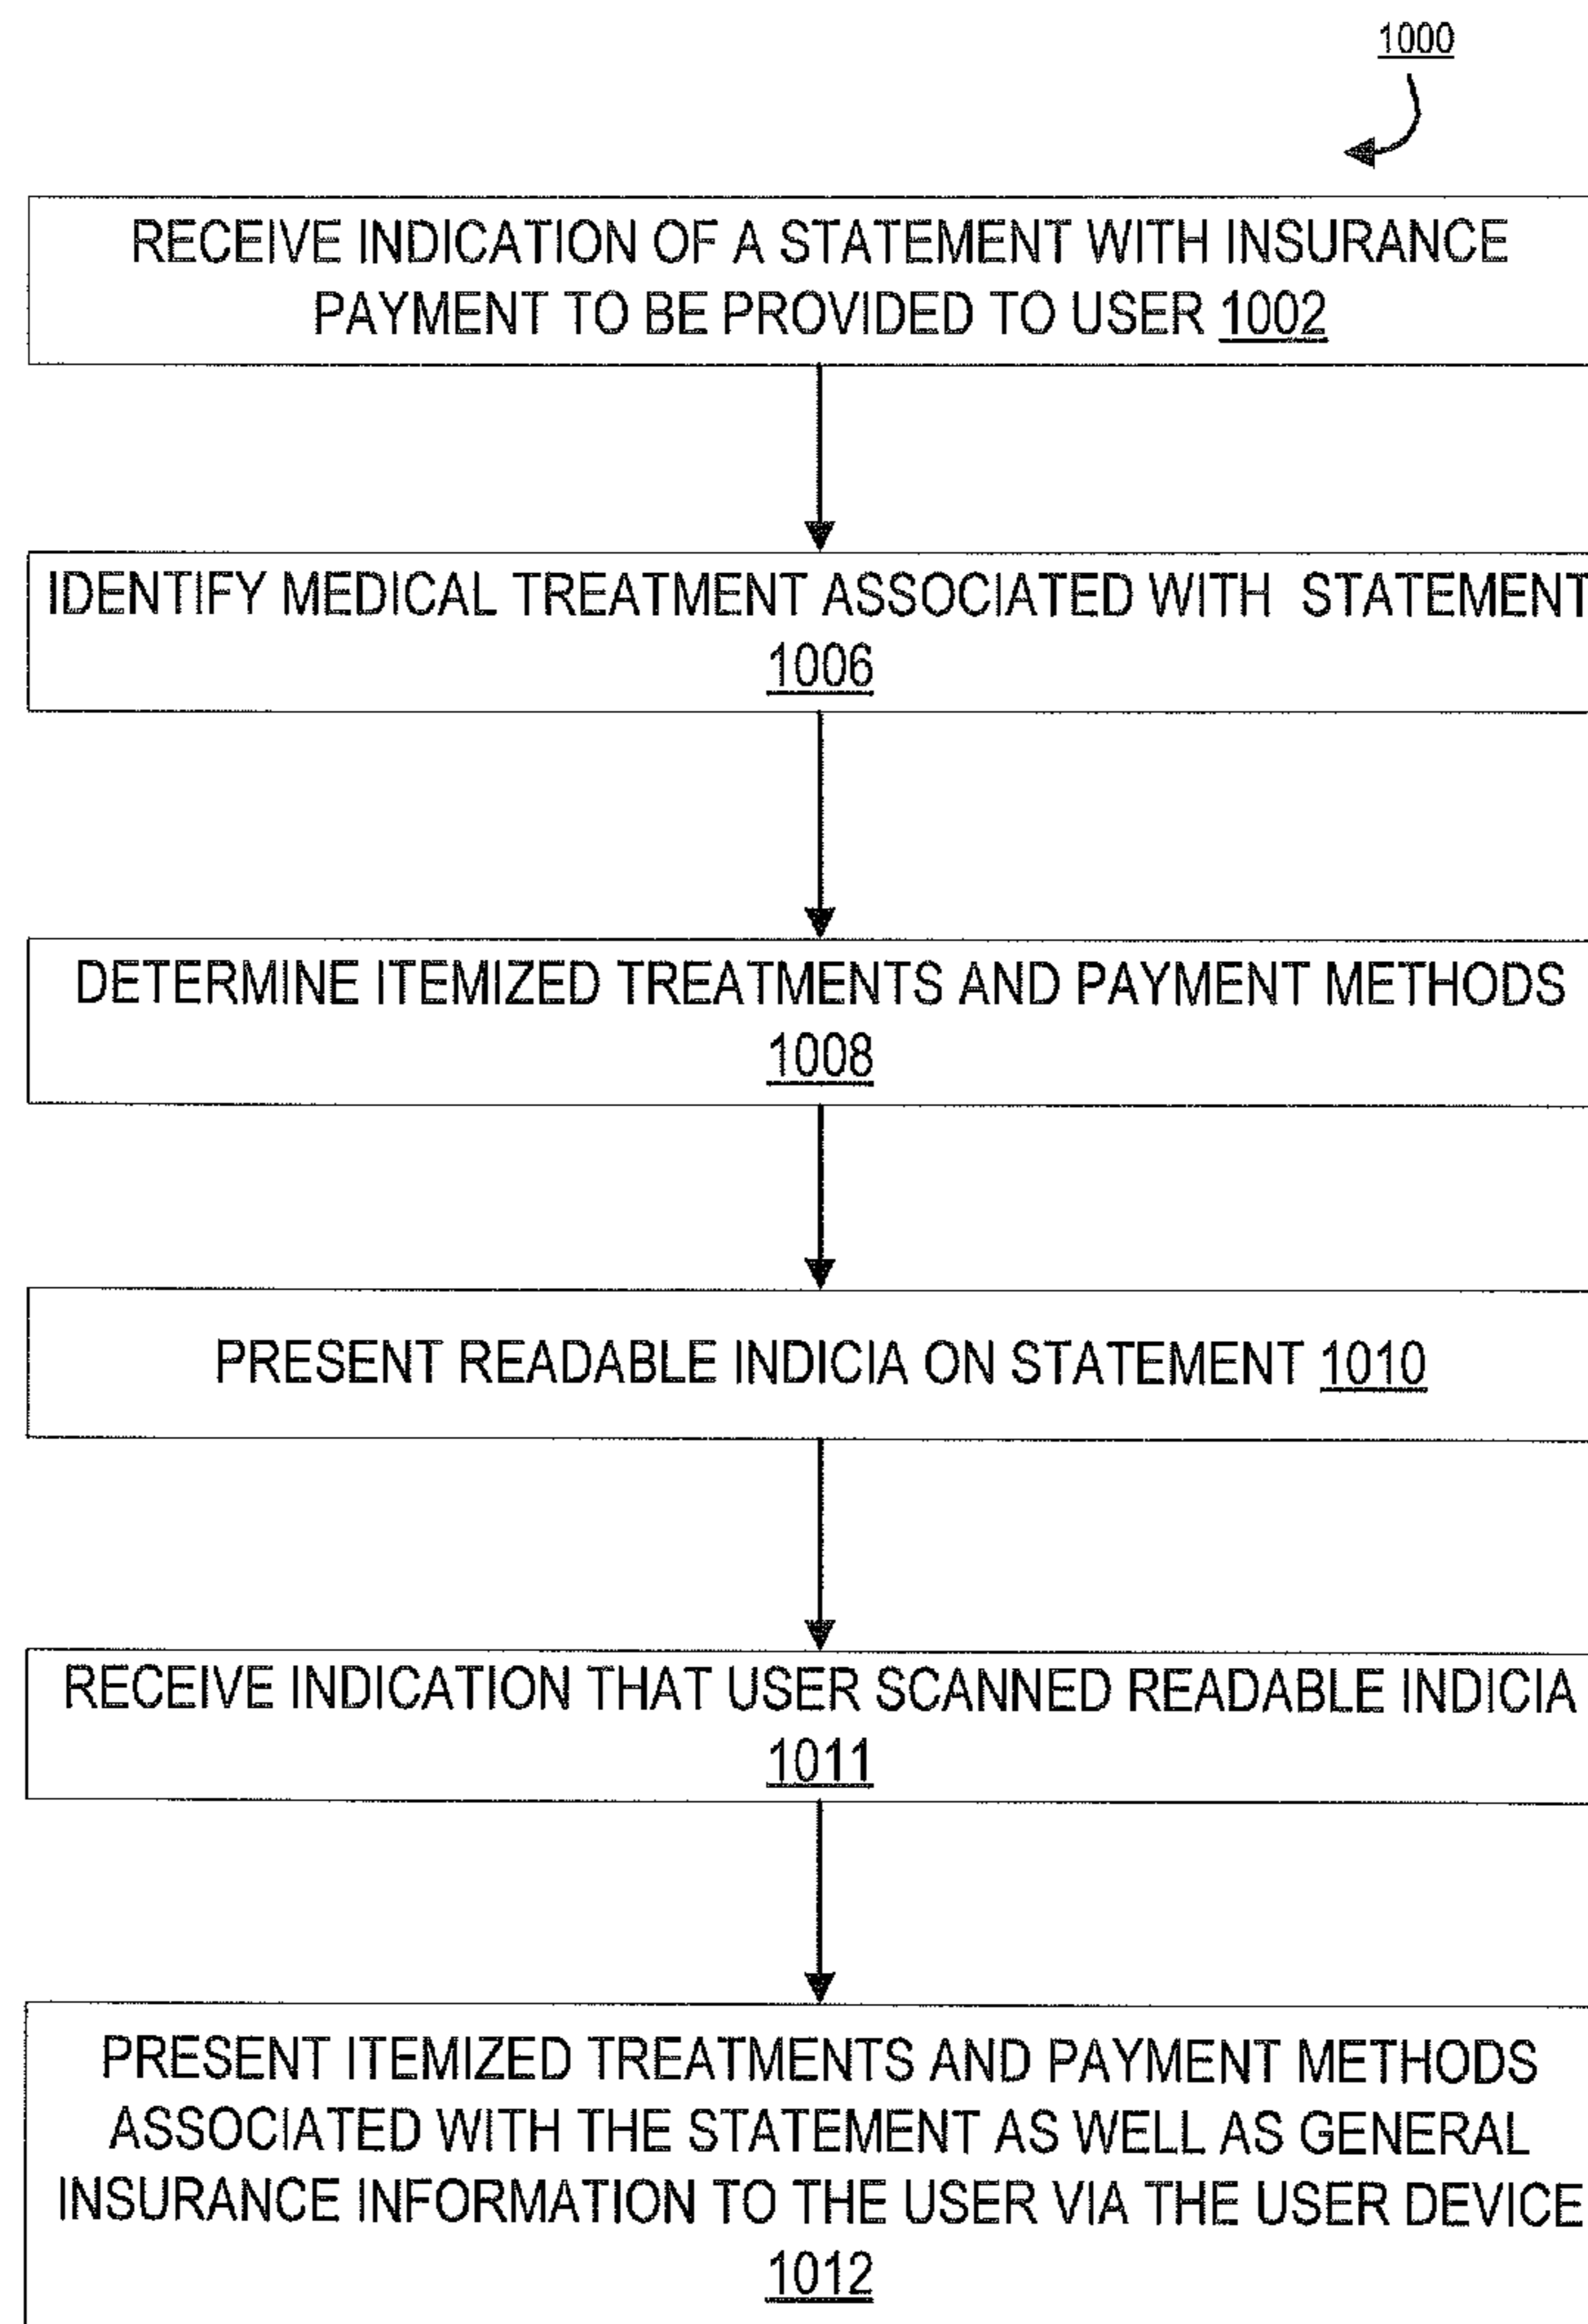 1000
RECEIVE INDICATION OF A STATEMENT WITH INSURANCE
PAYMENT TO BE PROVIDED TO USER 1002
IDENTIFY MEDICAL TREATMENT ASSOCIATED WITH STATEMENT
1006
DETERMINE ITEMIZED TREATMENTS AND PAYMENT METHODS
1008
PRESENT READABLE INDICIA ON STATEMENT 1010
RECEIVE INDICATION THAT USER SCANNED READABLE INDICIA
1011
PRESENT ITEMIZED TREATMENTS AND PAYMENT METHODS
ASSOCIATED WITH THE STATEMENT AS WELL AS GENERAL
INSURANCE INFORMATION TO THE USER VIA THE USER DEVICE
1012